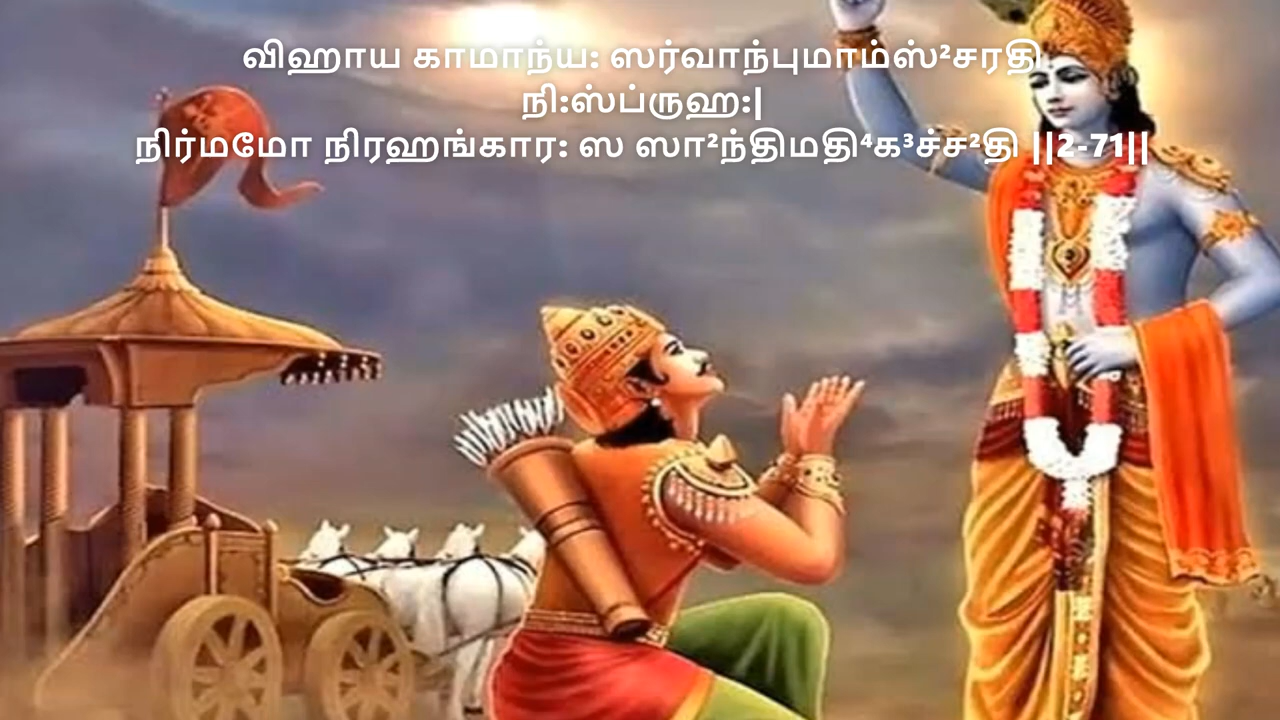 விஹாய காமாந்ய: ஸர்வாந்புமாம்ஸ்²சரதி
நி:ஸ்ப்ருஹ:|
நிர்மமோ நிரஹங்கார: ஸ ஸா²ந்திமதி⁴க³ச்ச²தி ||2-71||